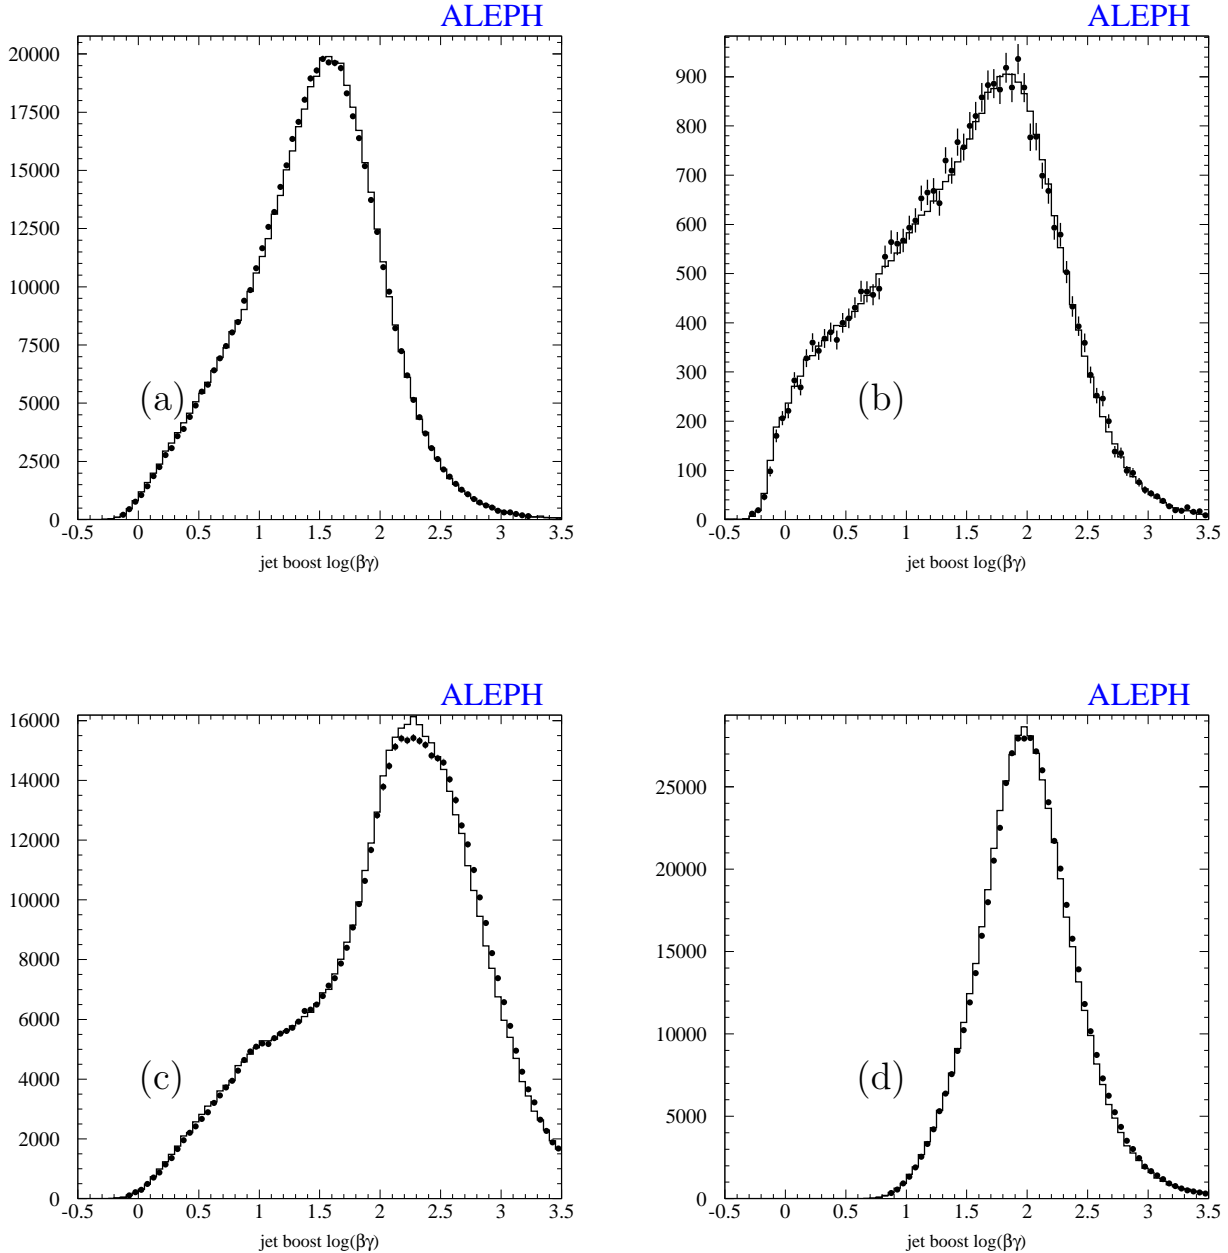 ALEPH
20000
17500
15000
12500
10000
7500
5000
2500
0
-0.5 0 0.5 1 1.5 2 2.5 3 3.5
(a)
jet boost log(βγ)
ALEPH
900
800
700
600
500
400
300
200
100
0
-0.5 0 0.5 1 1.5 2 2.5 3 3.5
(b)
jet boost log(βγ)
ALEPH
16000
14000
12000
10000
8000
6000
4000
2000
0
-0.5 0 0.5 1 1.5 2 2.5 3 3.5
(c)
jet boost log(βγ)
ALEPH
25000
20000
15000
10000
5000
0
-0.5 0 0.5 1 1.5 2 2.5 3 3.5
(d)
jet boost log(βγ)